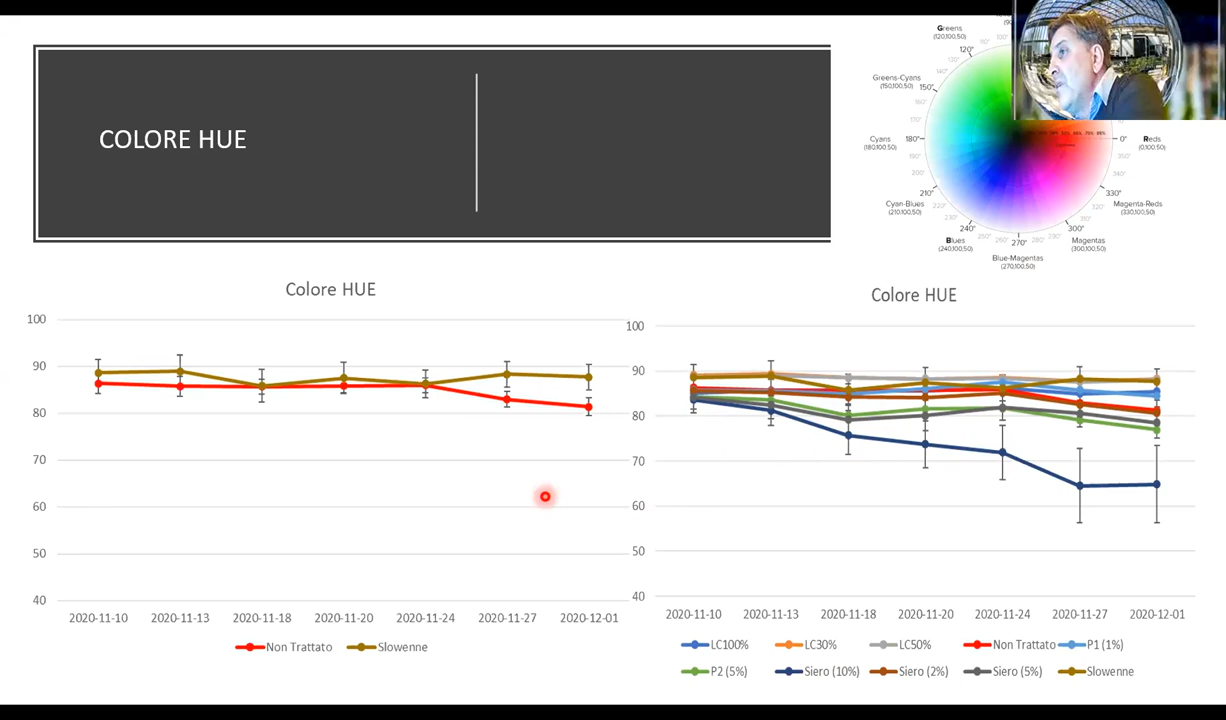 COLORE HUE
Greens
(120,100,50)
120°
Greens-Cyans
(150,100,50)
150°
Cyans
(180,100,50)
180°
0°
Reds
(0,100,50)
210°
Cyan-Blues
(210,100,50)
330°
Magenta-Reds
(330,100,50)
240°
Blues
(240,100,50)
270°
300°
Magentas
(300,100,50)
Blue-Magentas
(270,100,50)
Colore HUE
100
90
80
70
60
50
40
2020-11-10 2020-11-13 2020-11-18 2020-11-20 2020-11-24 2020-11-27 2020-12-01
Non Trattato Slowenne
Colore HUE
100
90
80
70
60
50
40
2020-11-10 2020-11-13 2020-11-18 2020-11-20 2020-11-24 2020-11-27 2020-12-01
LC100% LC30% LC50% Non Trattato P1 (1%)
P2 (5%) Siero (10%) Siero (2%) Siero (5%) Slowenne